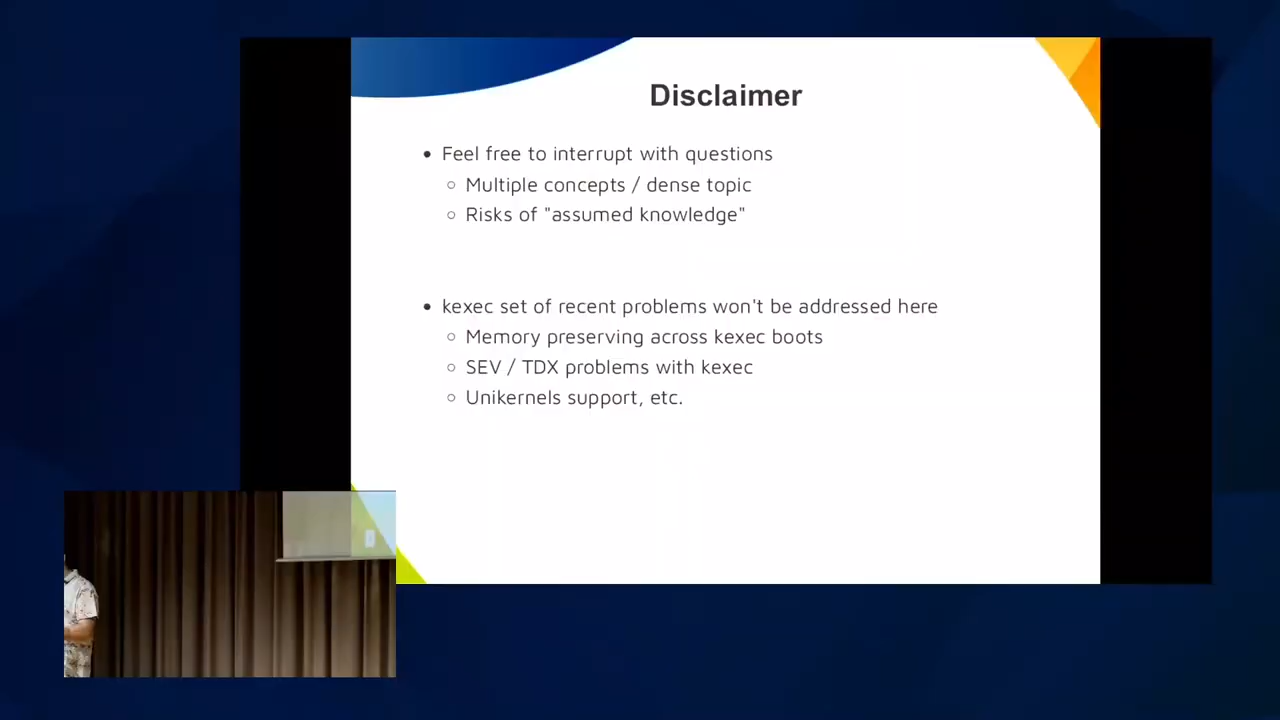 Disclaimer
Feel free to interrupt with questions
Multiple concepts / dense topic
Risks of "assumed knowledge"
kexec set of recent problems won't be addressed here
Memory preserving across kexec boots
SEV / TDX problems with kexec
Unikernels support, etc.